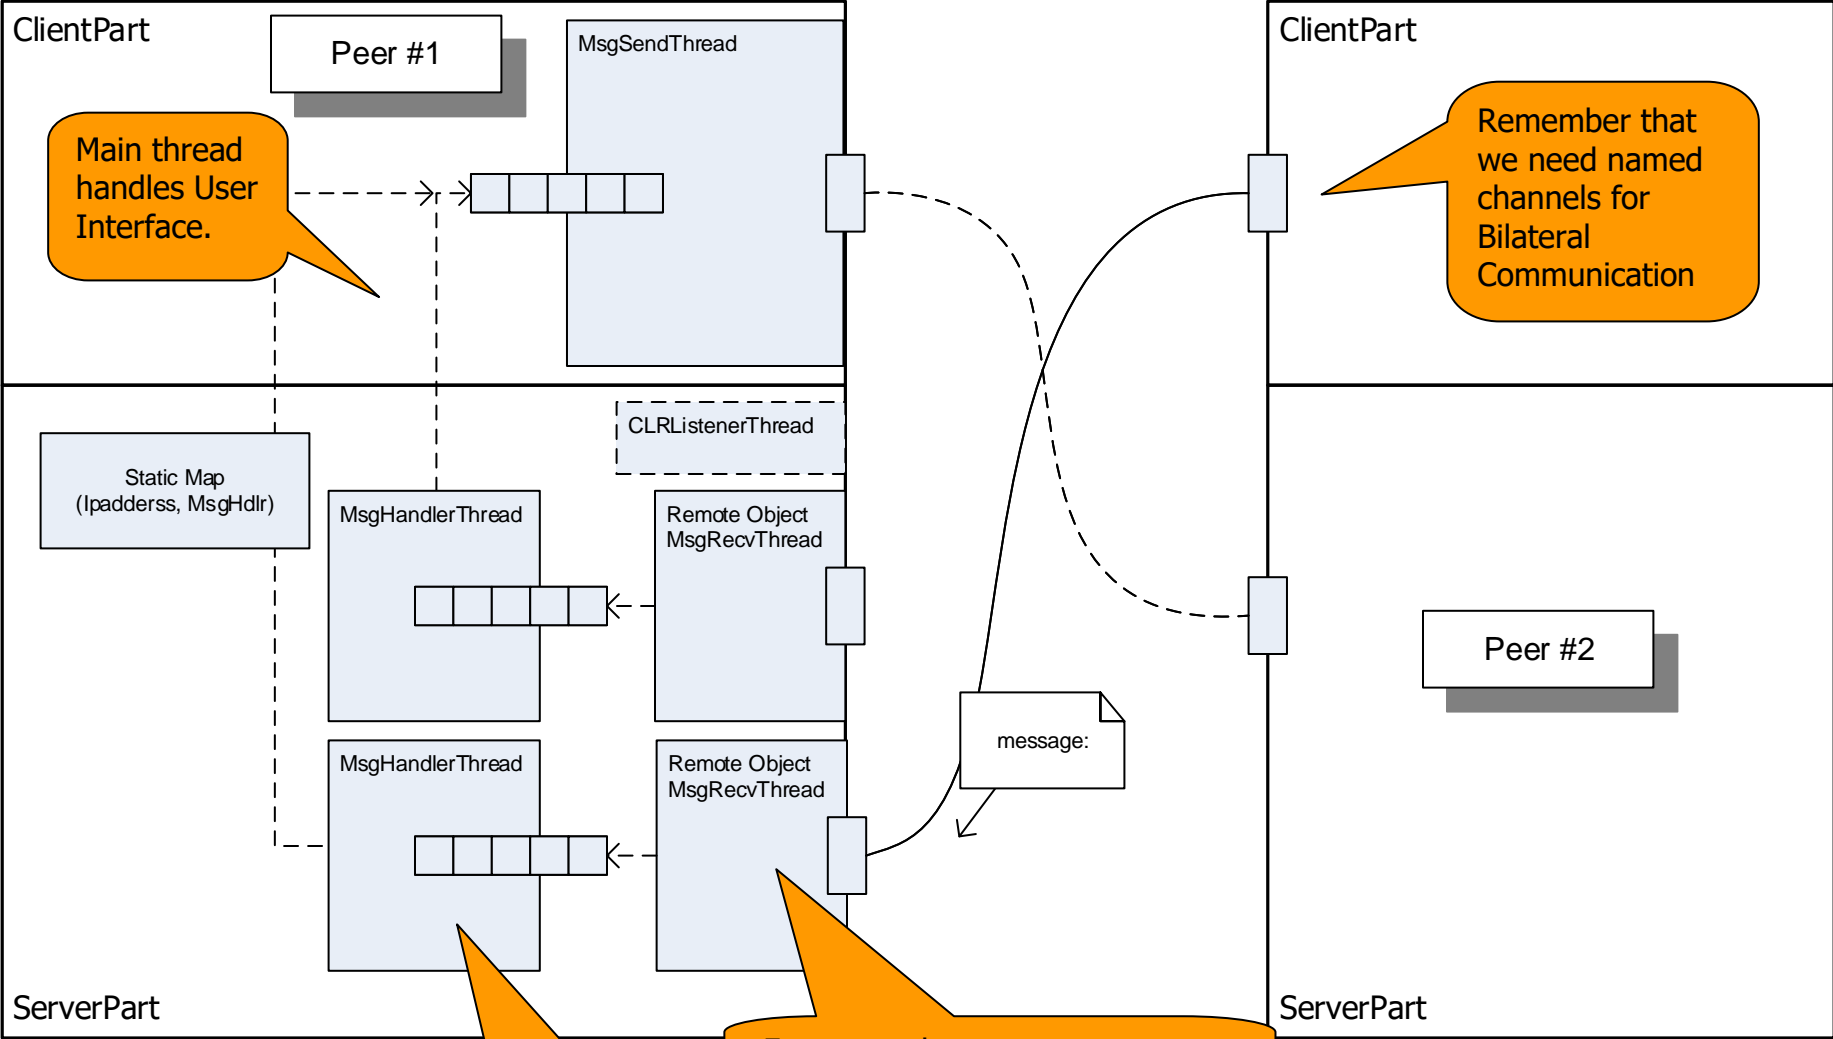 ClientPart
Peer #1
MsgSendThread
Main thread
handles User
Interface.
ClientPart
Remember that
we need named
channels for
Bilateral
Communication
CLRListenerThread
Static Map
(Ipadderss, MsgHdlr)
MsgHandlerThread
Remote Object
MsgRecvThread
Peer #2
message:
MsgHandlerThread
Remote Object
MsgRecvThread
ServerPart
ServerPart